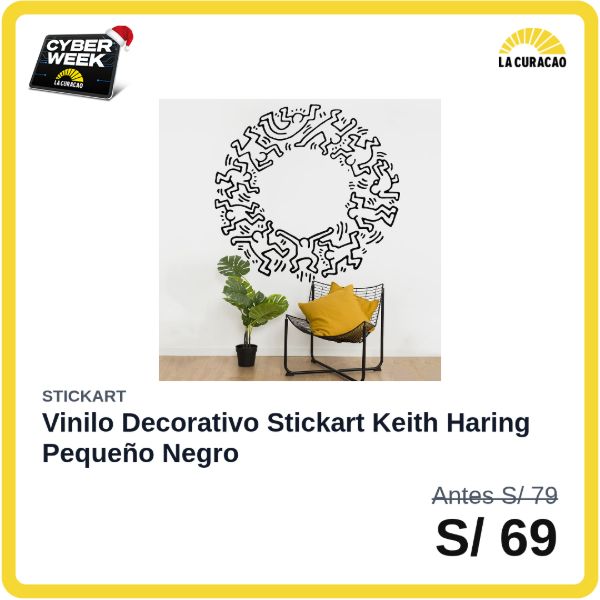 CYBER
WEEK
LA CURACAO
LA CURACAO
STICKART
Vinilo Decorativo Stickart Keith Haring
Pequeño Negro
Antes S/ 79
S/ 69